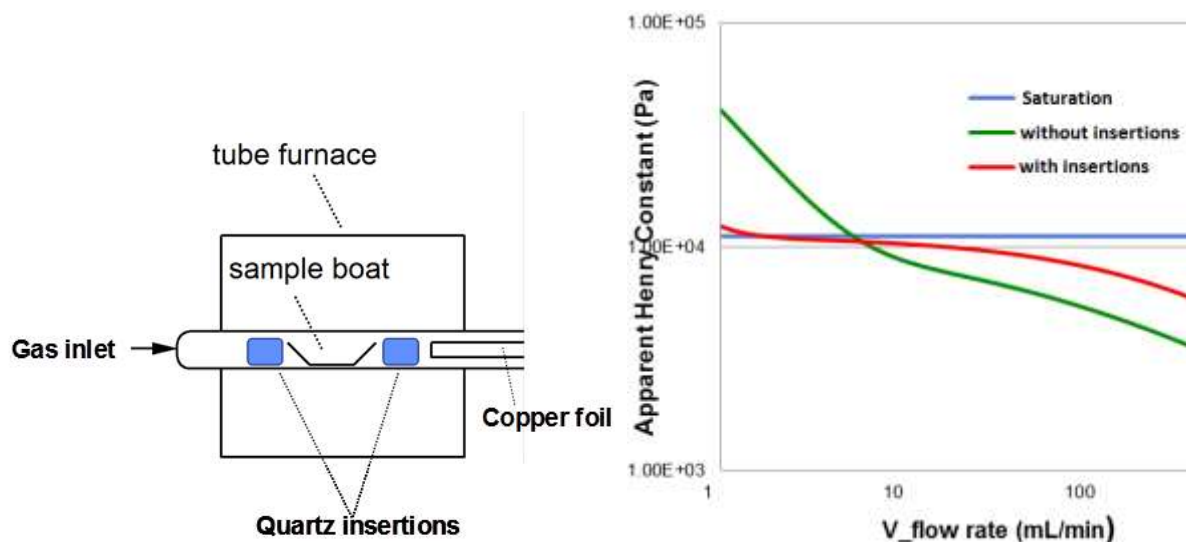 tube furnace
sample boat
Gas inlet
Copper foil
Quartz insertions
1.00E+05
1.00E+04
1.00E+03
Apparent Henry Constant (Pa)
Saturation
without insertions
with insertions
1
10
100
V_flow rate (mL/min)